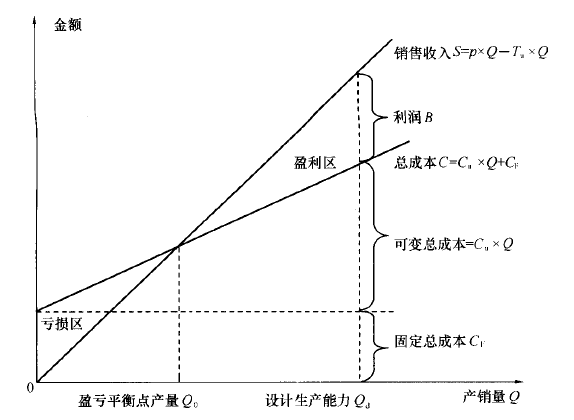 金额
销售收入S=p×Q−Tu×Q
利润B
盈利区
总成本C=Cu×Q+CF
可变总成本=Cu×Q
亏损区
固定总成本CF
0
盈亏平衡点产量Q0
设计生产能力Qd
产销量Q